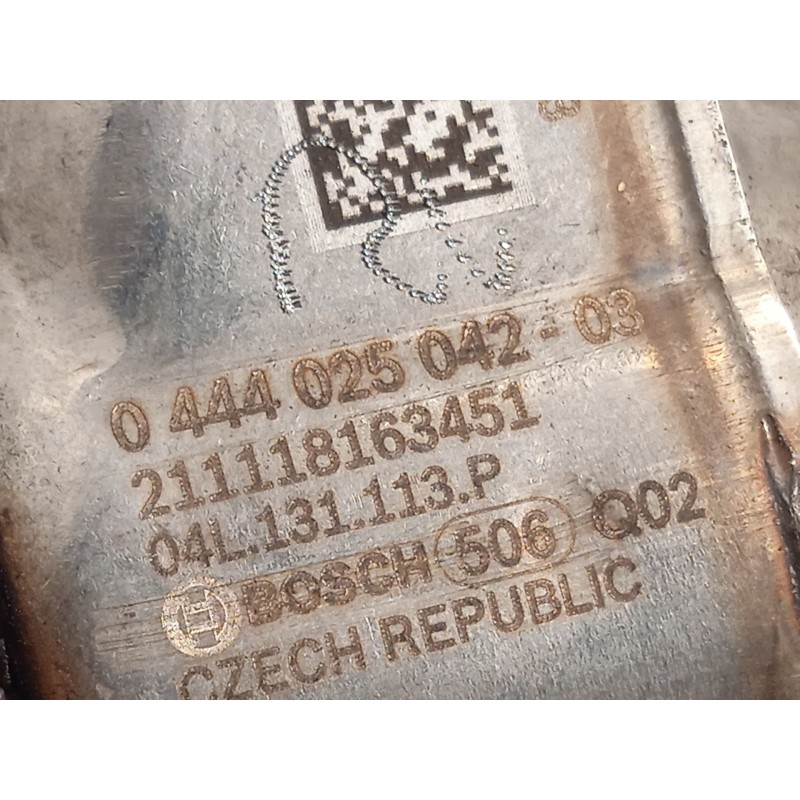 0 444 025 042-03
211118163451
04L.131.113.P
BOSCH 506 Q02
CZECH REPUBLIC